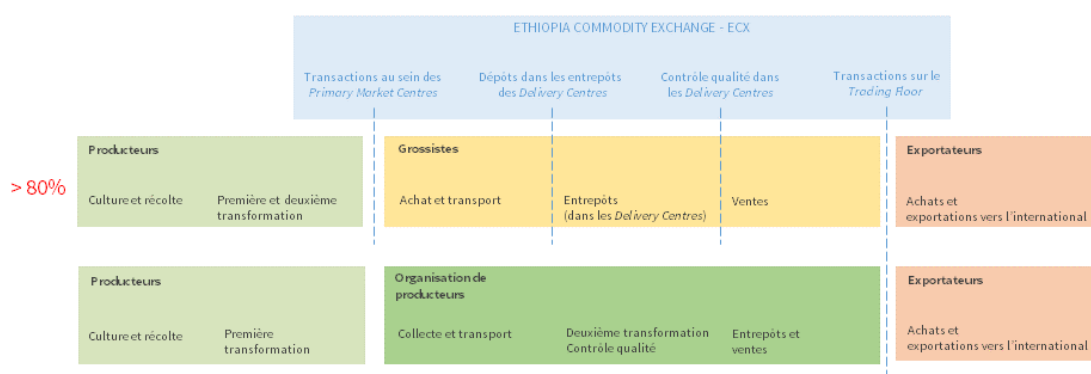 ETHIOPIA COMMODITY EXCHANGE - ECX
Transactions au sein des
Primary Market Centres
Dépôts dans les entrepôts
des Delivery Centres
Contrôle qualité dans
les Delivery Centres
Transactions sur le
Trading Floor
> 80%
Producteurs
Culture et récolte
Première et deuxième
transformation
Grossistes
Achat et transport
Entrepôts
(dans les Delivery Centres)
Ventes
Exportateurs
Achats et
exportations vers l'international
Producteurs
Culture et récolte
Première
transformation
Organisation de
producteurs
Collecte et transport
Deuxième transformation
Contrôle qualité
Entrepôts et
ventes
Exportateurs
Achats et
exportations vers l'international